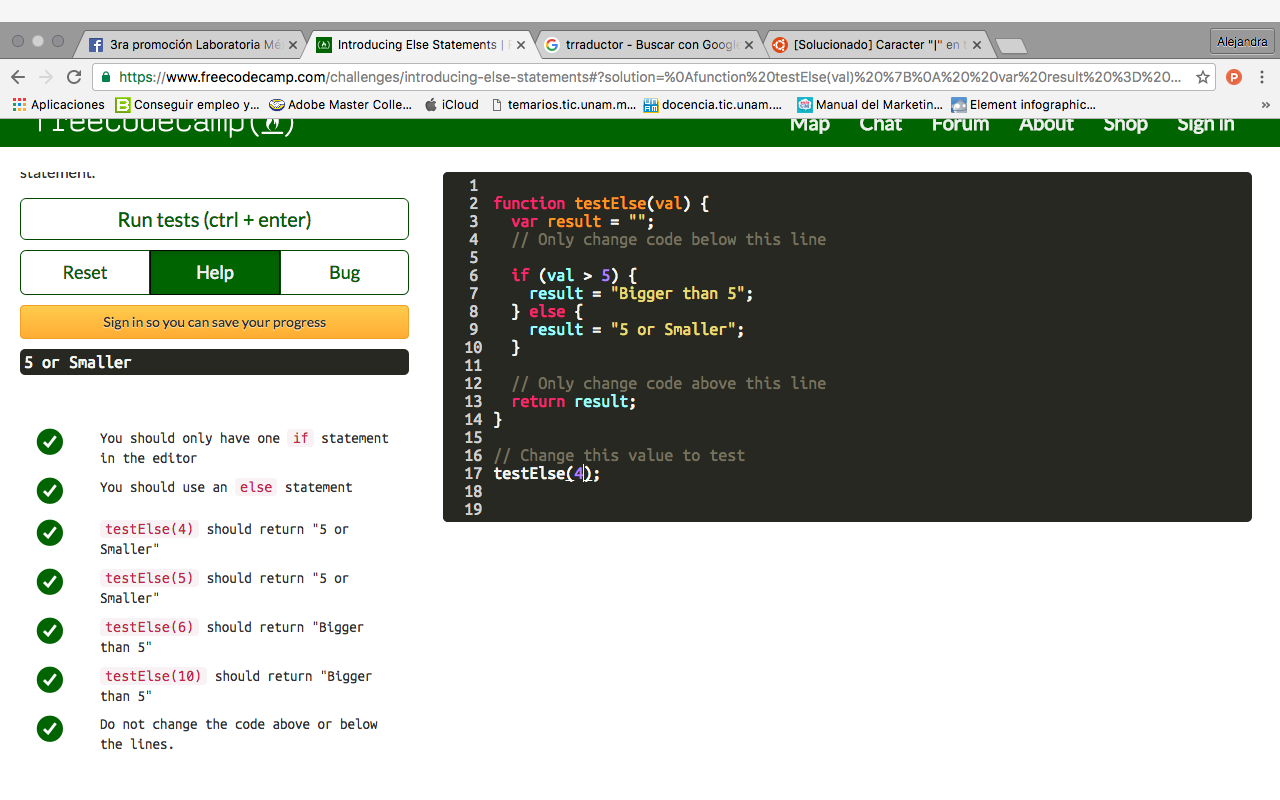 3ra promoción Laboratoria Mé
Introducing Else Statements |
trraductor - Buscar con Google
[Solucionado] Caracter "|" en
Alejandra
https://www.freecodecamp.com/challenges/introducing-else-statements#?solution=%0Afunction%20testElse(val)%20%7B%0A%20%20var%20result%20%3D%20...
Aplicaciones
Conseguir empleo y...
Adobe Master Colle...
iCloud
temarios.tic.unam.m...
docencia.tic.unam....
Manual del Marketin...
Element infographic...
»
freeCodeCamp
Map
Chat
Forum
About
Shop
Sign in
statement.
Run tests (ctrl + enter)
Reset
Help
Bug
Sign in so you can save your progress
5 or Smaller
You should only have one if statement
in the editor
You should use an else statement
testElse(4) should return "5 or
Smaller"
testElse(5) should return "5 or
Smaller"
testElse(6) should return "Bigger
than 5"
testElse(10) should return "Bigger
than 5"
Do not change the code above or below
the lines.
1
2 function testElse(val) {
3   var result = "";
4   // Only change code below this line
5
6   if (val > 5) {
7     result = "Bigger than 5";
8   } else {
9     result = "5 or Smaller";
10   }
11
12   // Only change code above this line
13   return result;
14 }
15
16 // Change this value to test
17 testElse(4);
18
19